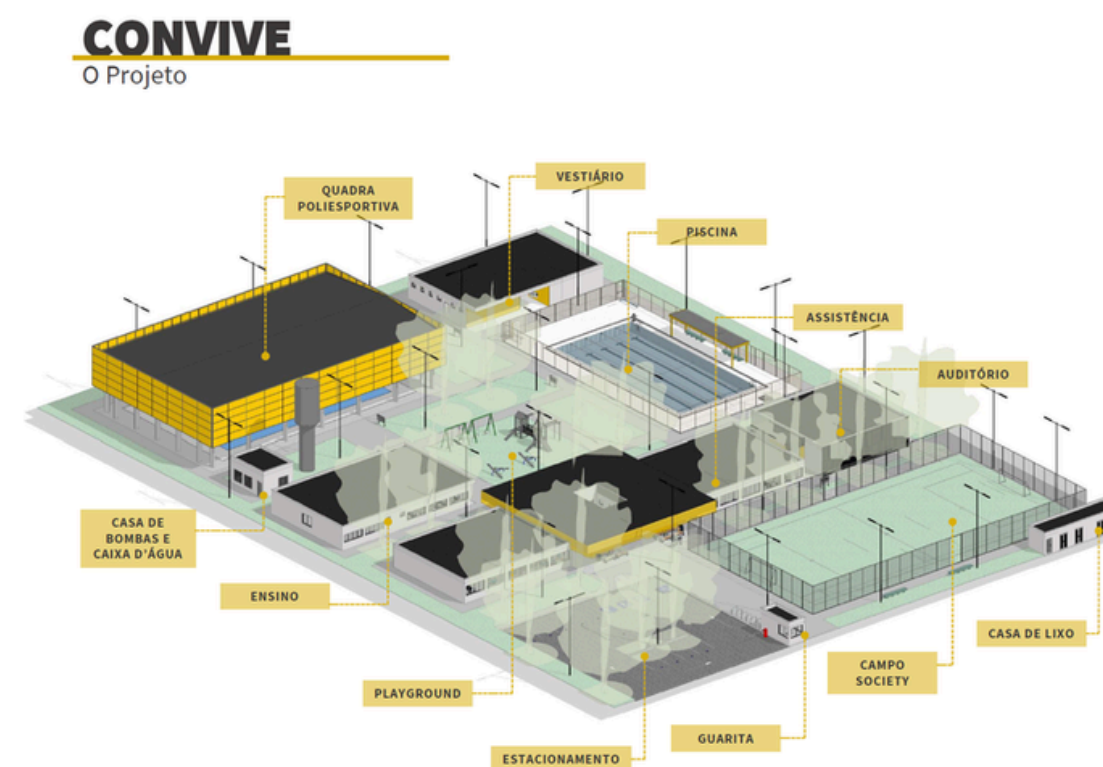 CONVIVE
O Projeto
VESTIÁRIO
QUADRA
POLIESPORTIVA
PISCINA
ASSISTÊNCIA
AUDITÓRIO
CASA DE
BOMBAS E
CAIXA D'ÁGUA
ENSINO
CASA DE LIXO
CAMPO
SOCIETY
PLAYGROUND
GUARITA
ESTACIONAMENTO